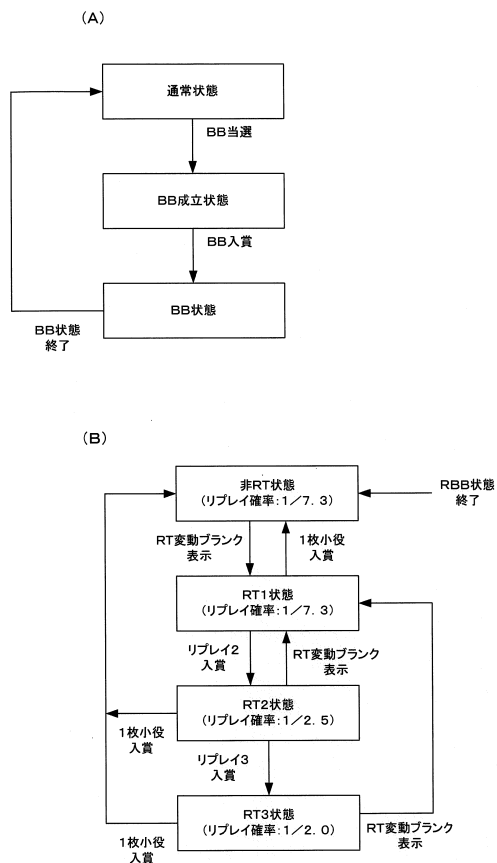 （A）
通常状態
BB当選
BB成立状態
BB入賞
BB状態
BB状態
終了
（B）
非RT状態
（リプレイ確率：1／7．3）
RBB状態
終了
RT変動ブランク
表示
1枚小役
入賞
RT1状態
（リプレイ確率：1／7．3）
リプレイ2
入賞
RT変動ブランク
表示
RT2状態
（リプレイ確率：1／2．5）
1枚小役
入賞
リプレイ3
入賞
RT3状態
（リプレイ確率：1／2．0）
1枚小役
入賞
RT変動ブランク
表示